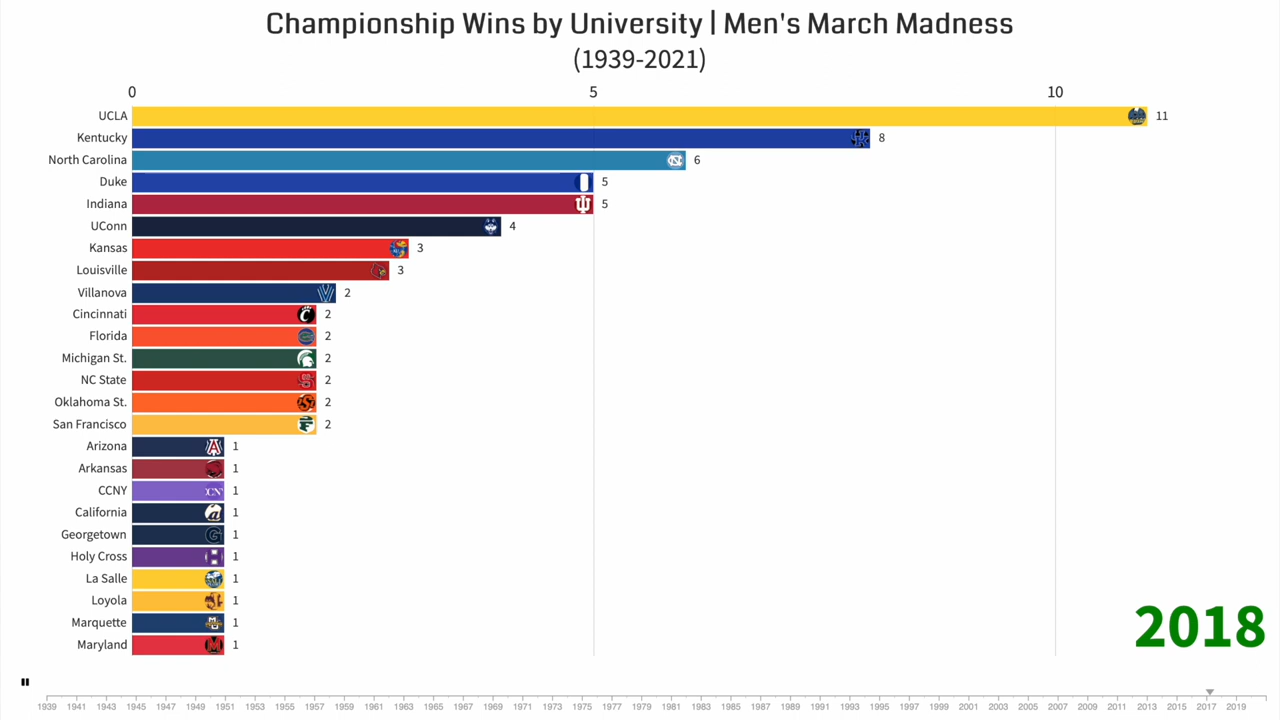 Championship Wins by University | Men's March Madness
(1939-2021)
0 5 10
UCLA 11
Kentucky 8
North Carolina 6
Duke 5
Indiana 5
UConn 4
Kansas 3
Louisville 3
Villanova 2
Cincinnati 2
Florida 2
Michigan St. 2
NC State 2
Oklahoma St. 2
San Francisco 2
Arizona 1
Arkansas 1
CCNY 1
California 1
Georgetown 1
Holy Cross 1
La Salle 1
Loyola 1
Marquette 1
Maryland 1
2018
1939 1941 1943 1945 1947 1949 1951 1953 1955 1957 1959 1961 1963 1965 1967 1969 1971 1973 1975 1977 1979 1981 1983 1985 1987 1989 1991 1993 1995 1997 1999 2001 2003 2005 2007 2009 2011 2013 2015 2017 2019